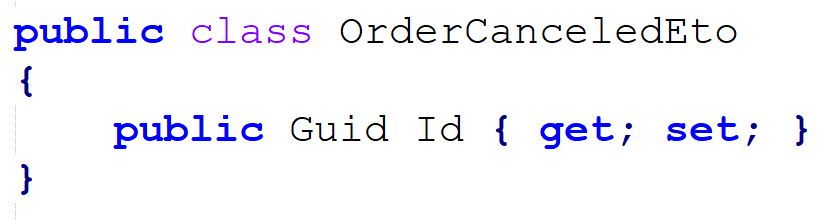 public class OrderCanceledEto
{
    public Guid Id { get; set; }
}